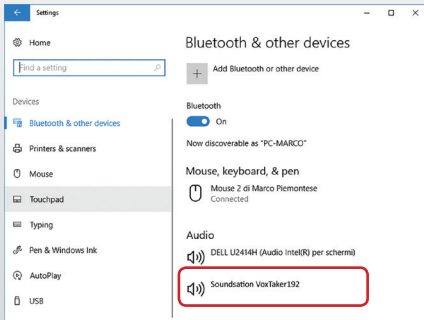 Settings
Home
Find a setting
Devices
Bluetooth & other devices
Printers & scanners
Mouse
Touchpad
Typing
Pen & Windows Ink
AutoPlay
USB
Bluetooth & other devices
Add Bluetooth or other device
Bluetooth
On
Now discoverable as "PC-MARCO"
Mouse, keyboard, & pen
Mouse 2 di Marco Piemontese
Connected
Audio
DELL U2414H (Audio Intel(R) per schermi)
Soundsation VoxTaker192